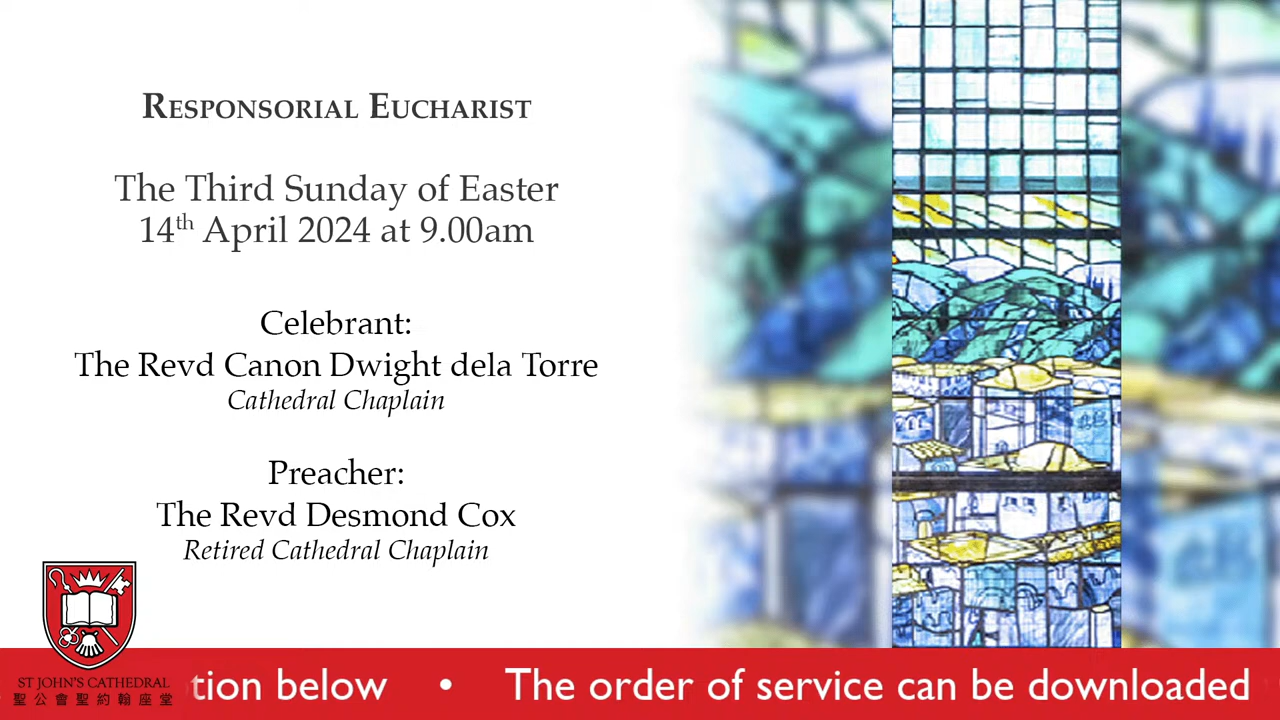 RESPONSORIAL EUCHARIST
The Third Sunday of Easter
14th April 2024 at 9.00am
Celebrant:
The Revd Canon Dwight dela Torre
Cathedral Chaplain
Preacher:
The Revd Desmond Cox
Retired Cathedral Chaplain
ST JOHN'S CATHEDRAL
聖公會聖約翰座堂
tion below • The order of service can be downloaded